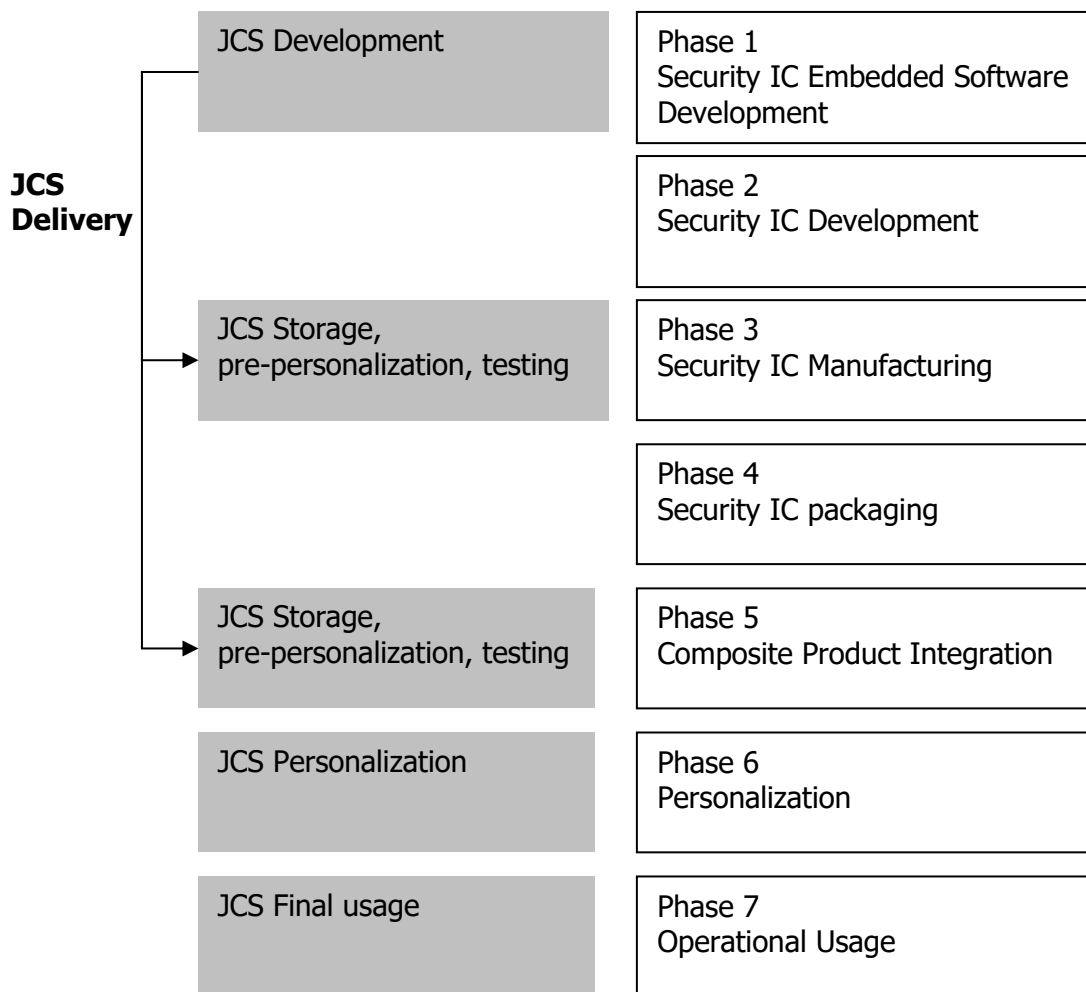 JCS Development
Phase 1
Security IC Embedded Software
Development
JCS
Delivery
Phase 2
Security IC Development
JCS Storage,
pre-personalization, testing
Phase 3
Security IC Manufacturing
Phase 4
Security IC packaging
JCS Storage,
pre-personalization, testing
Phase 5
Composite Product Integration
JCS Personalization
Phase 6
Personalization
JCS Final usage
Phase 7
Operational Usage